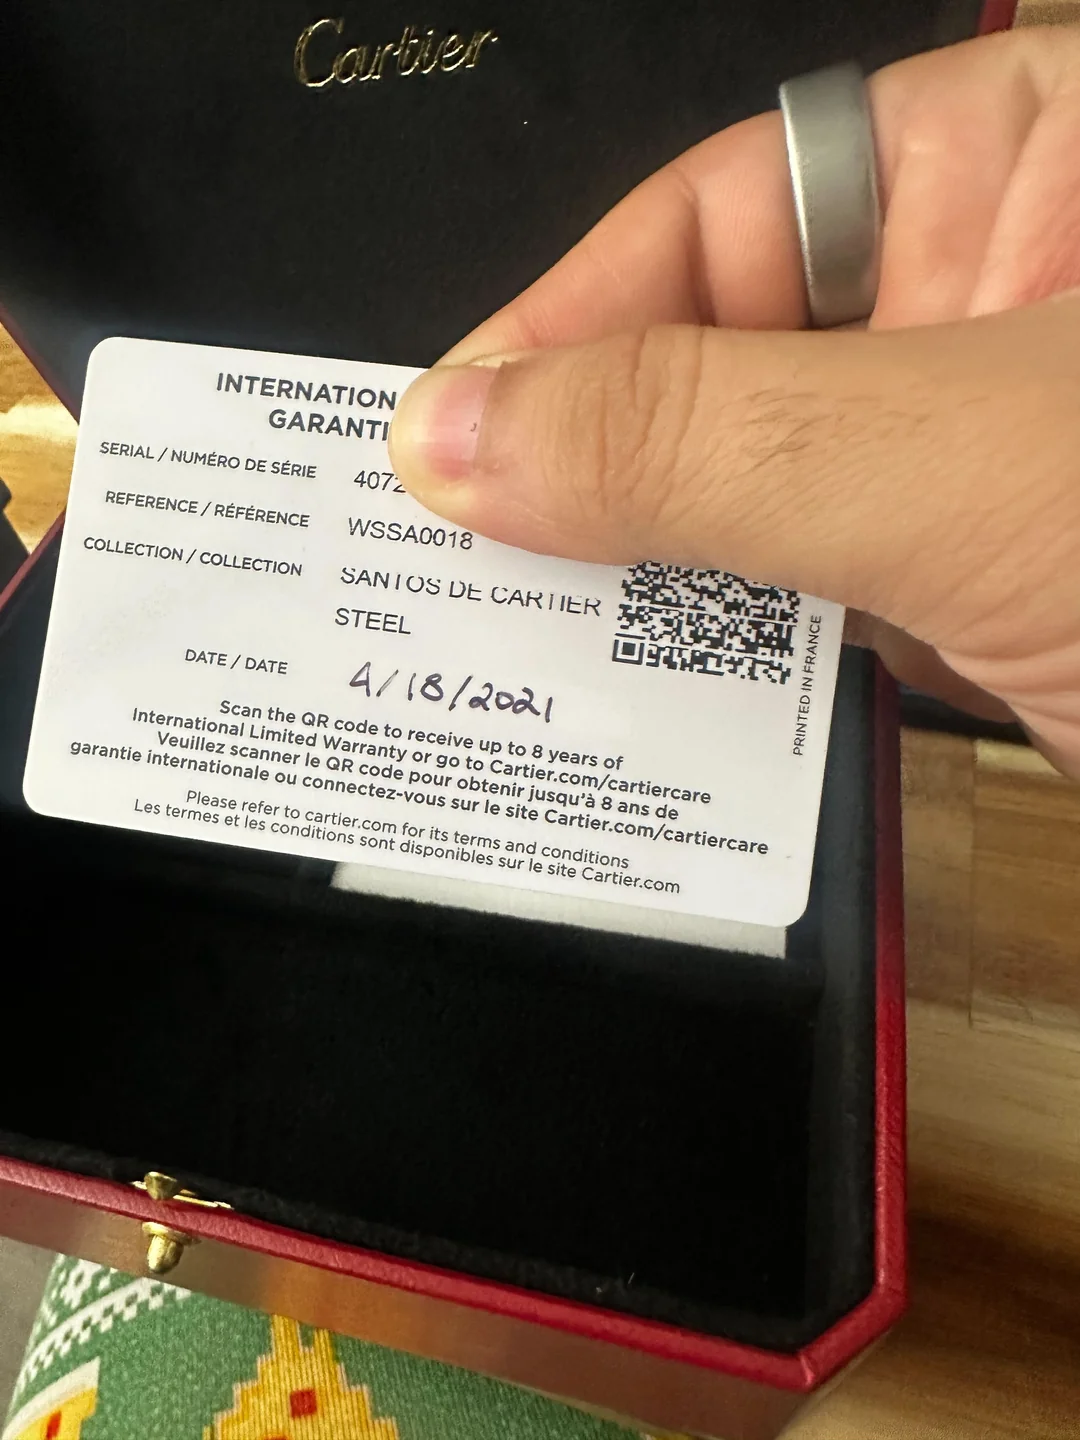 Cartier
INTERNATION
GARANTI
SERIAL / NUMÉRO DE SÉRIE 4072
REFERENCE / RÉFÉRENCE WSSA0018
COLLECTION / COLLECTION SANTOS DE CARTIER
STEEL
DATE / DATE 4/18/2021
Scan the QR code to receive up to 8 years of
International Limited Warranty or go to Cartier.com/cartiercare
Veuillez scanner le QR code pour obtenir jusqu'à 8 ans de
garantie internationale ou connectez-vous sur le site Cartier.com/cartiercare
Please refer to cartier.com for its terms and conditions
Les termes et les conditions sont disponibles sur le site Cartier.com
PRINTED IN FRANCE